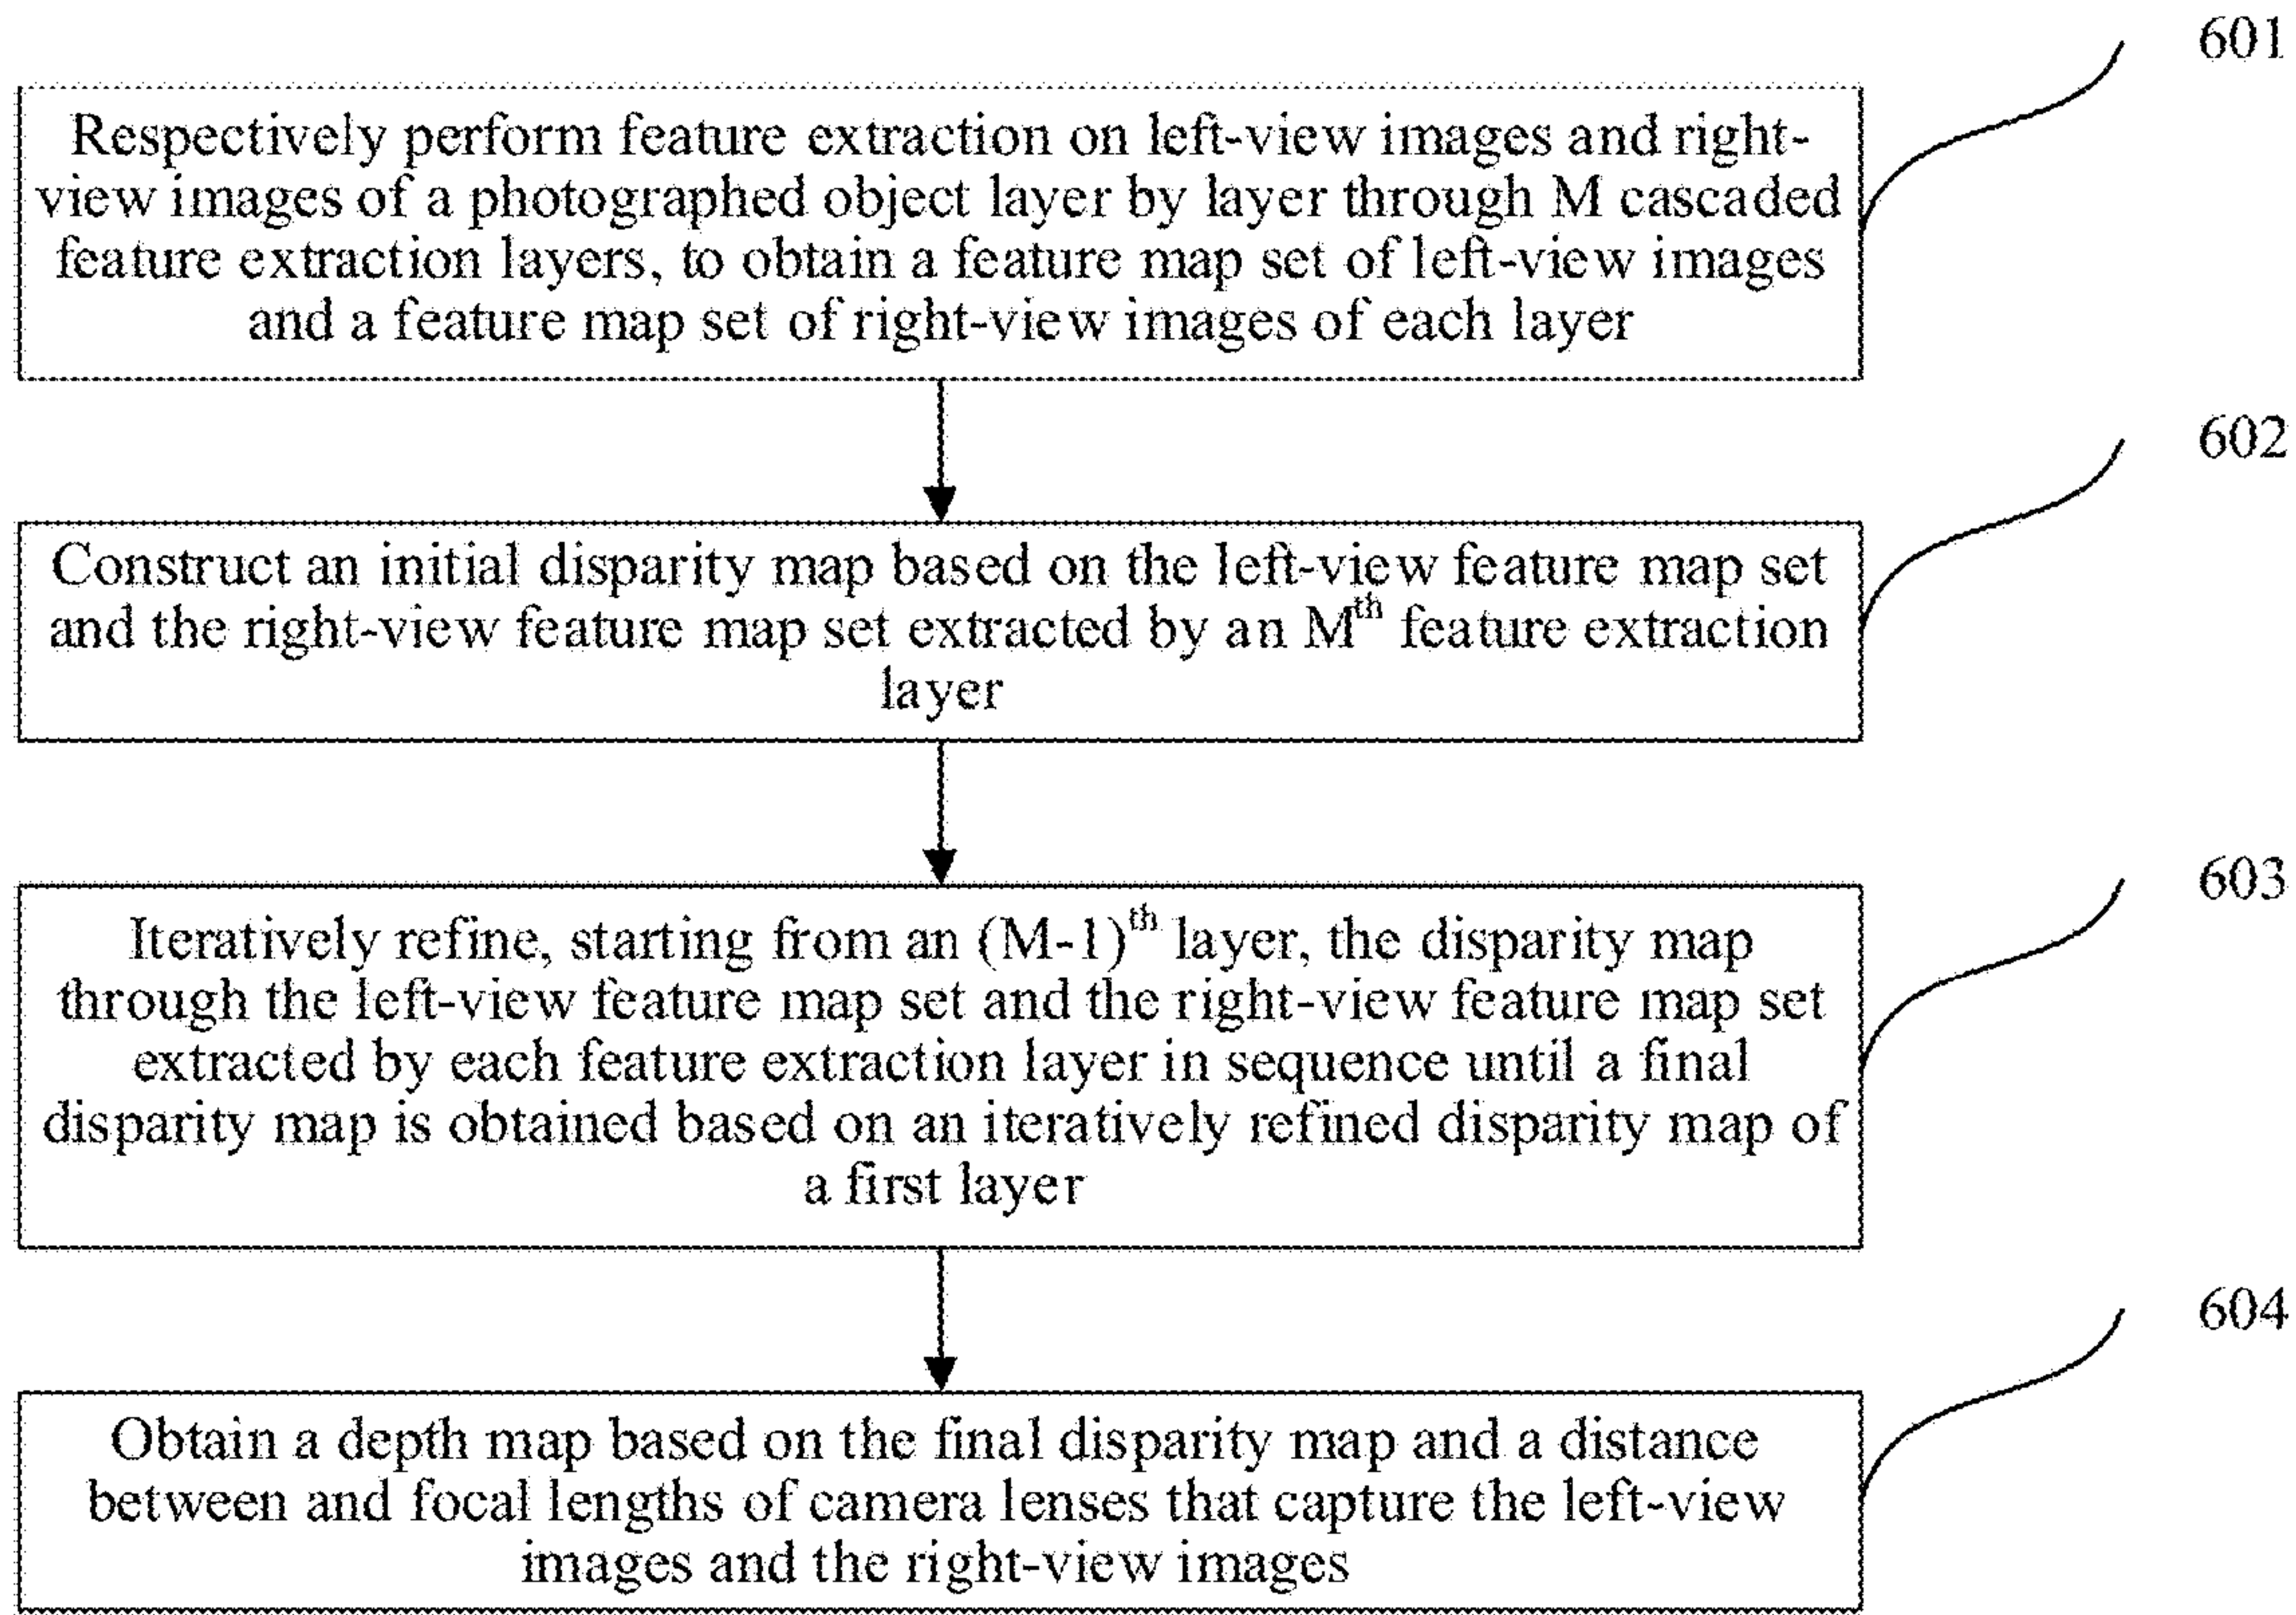 601
Respectively perform feature extraction on left-view images and right-
view images of a photographed object layer by layer through M cascaded
feature extraction layers, to obtain a feature map set of left-view images
and a feature map set of right-view images of each layer
602
Construct an initial disparity map based on the left-view feature map set
and the right-view feature map set extracted by an Mth feature extraction
layer
603
Iteratively refine, starting from an (M-1)th layer, the disparity map
through the left-view feature map set and the right-view feature map set
extracted by each feature extraction layer in sequence until a final
disparity map is obtained based on an iteratively refined disparity map of
a first layer
604
Obtain a depth map based on the final disparity map and a distance
between and focal lengths of camera lenses that capture the left-view
images and the right-view images